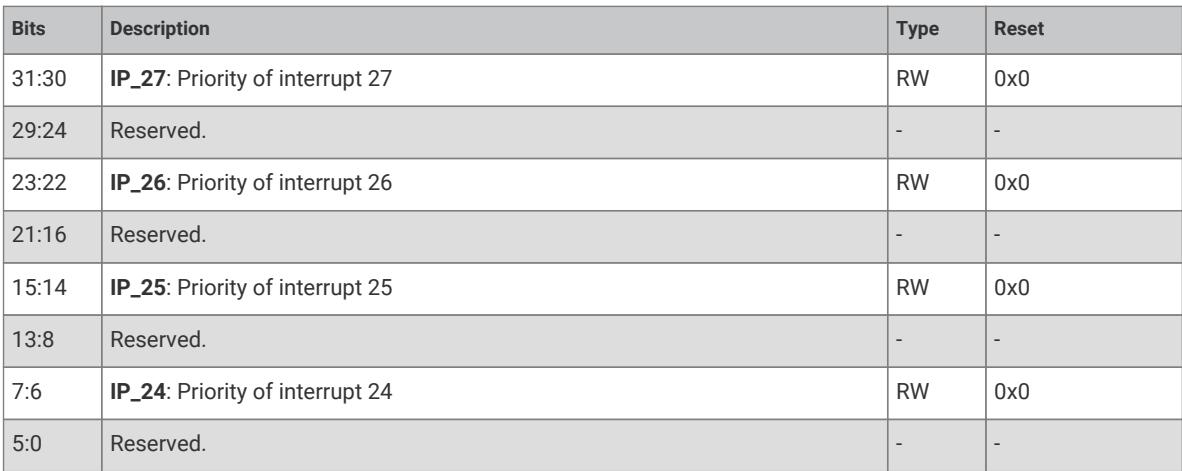 Bits Description Type Reset
31:30 IP_27: Priority of interrupt 27 RW 0x0
29:24 Reserved. - -
23:22 IP_26: Priority of interrupt 26 RW 0x0
21:16 Reserved. - -
15:14 IP_25: Priority of interrupt 25 RW 0x0
13:8 Reserved. - -
7:6 IP_24: Priority of interrupt 24 RW 0x0
5:0 Reserved. - -